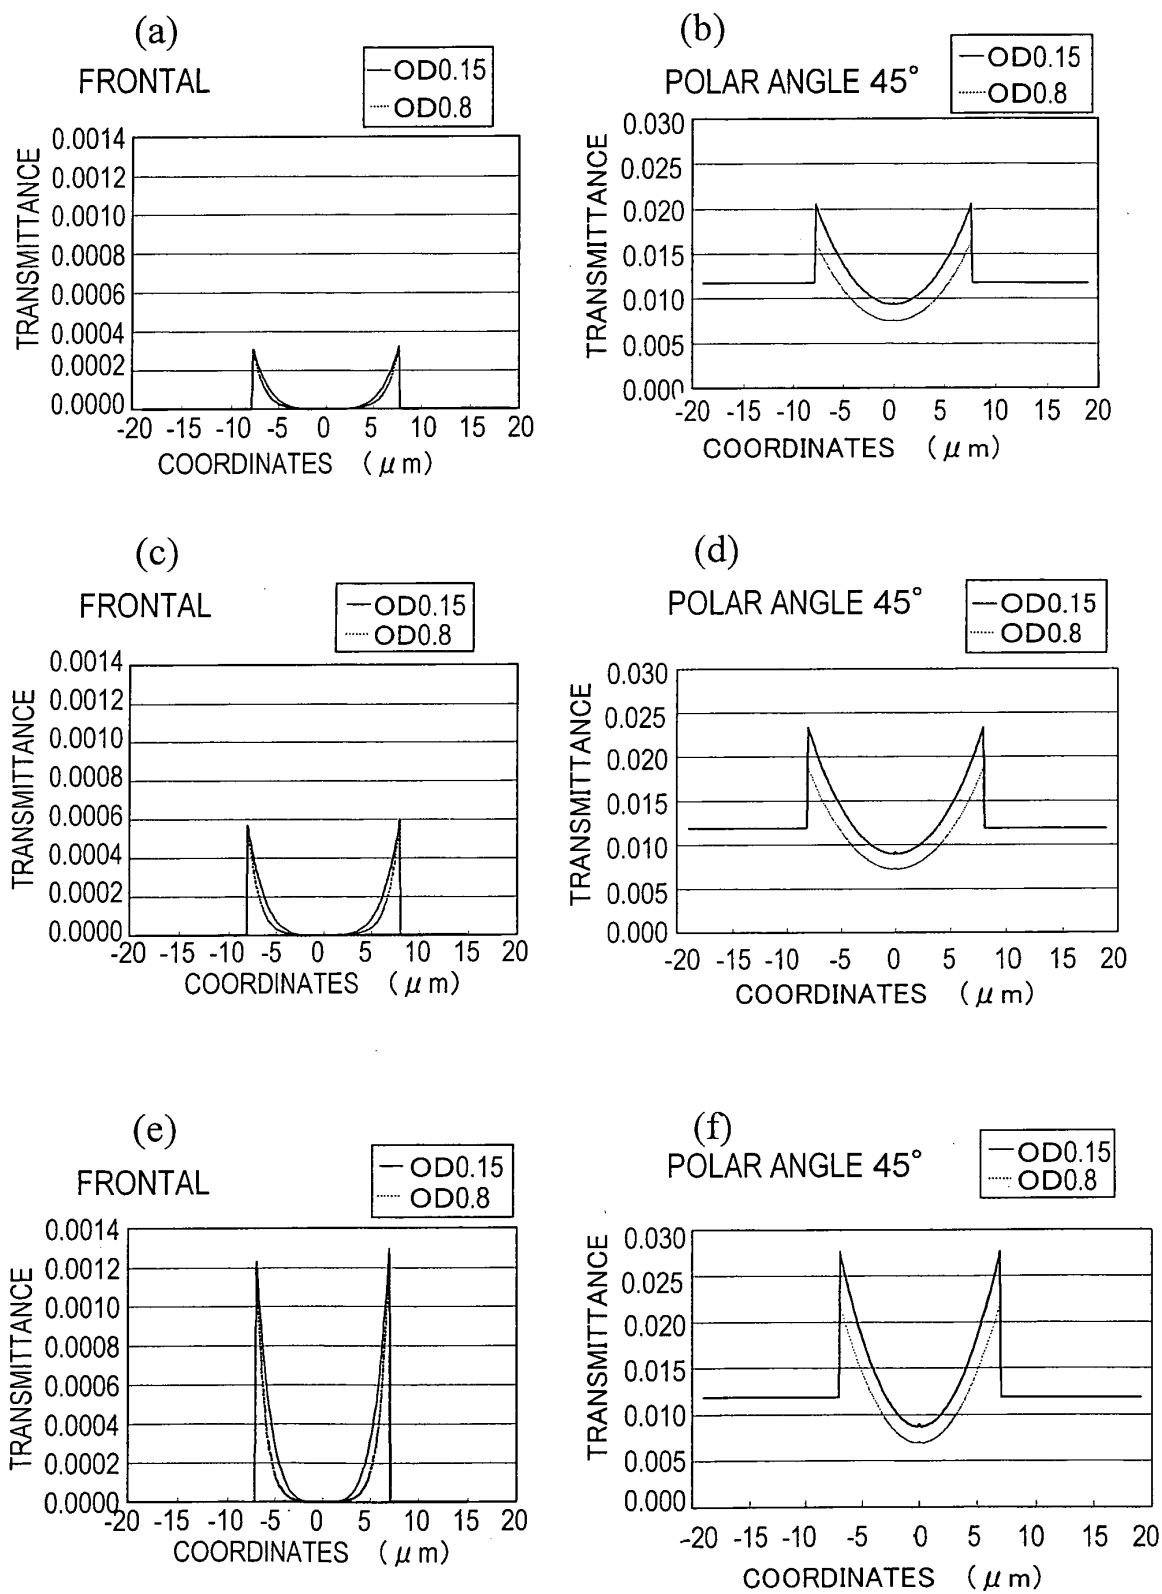 (a)
FRONTAL
OD0.15
OD0.8
TRANSMITTANCE
0.0014
0.0012
0.0010
0.0008
0.0006
0.0004
0.0002
0.0000
-20 -15 -10 -5 0 5 10 15 20
COORDINATES (μm)
(b)
POLAR ANGLE 45°
OD0.15
OD0.8
TRANSMITTANCE
0.030
0.025
0.020
0.015
0.010
0.005
0.000
-20 -15 -10 -5 0 5 10 15 20
COORDINATES (μm)
(c)
FRONTAL
OD0.15
OD0.8
TRANSMITTANCE
0.0014
0.0012
0.0010
0.0008
0.0006
0.0004
0.0002
0.0000
-20 -15 -10 -5 0 5 10 15 20
COORDINATES (μm)
(d)
POLAR ANGLE 45°
OD0.15
OD0.8
TRANSMITTANCE
0.030
0.025
0.020
0.015
0.010
0.005
0.000
-20 -15 -10 -5 0 5 10 15 20
COORDINATES (μm)
(e)
FRONTAL
OD0.15
OD0.8
TRANSMITTANCE
0.0014
0.0012
0.0010
0.0008
0.0006
0.0004
0.0002
0.0000
-20 -15 -10 -5 0 5 10 15 20
COORDINATES (μm)
(f)
POLAR ANGLE 45°
OD0.15
OD0.8
TRANSMITTANCE
0.030
0.025
0.020
0.015
0.010
0.005
0.000
-20 -15 -10 -5 0 5 10 15 20
COORDINATES (μm)